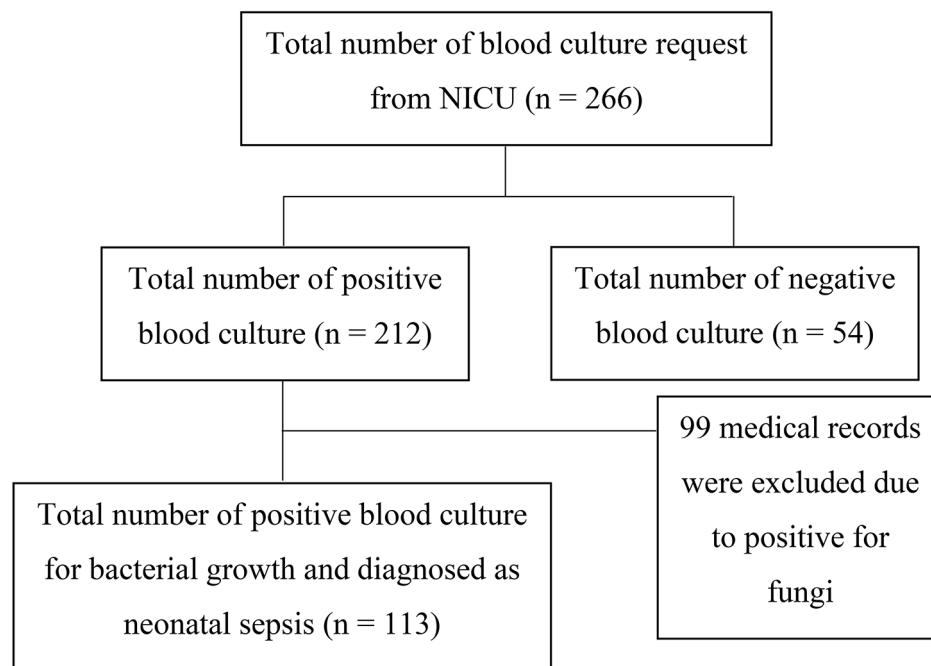 Total number of blood culture request
from NICU (n = 266)
Total number of positive
blood culture (n = 212)
Total number of negative
blood culture (n = 54)
99 medical records
were excluded due
to positive for
fungi
Total number of positive blood culture
for bacterial growth and diagnosed as
neonatal sepsis (n = 113)